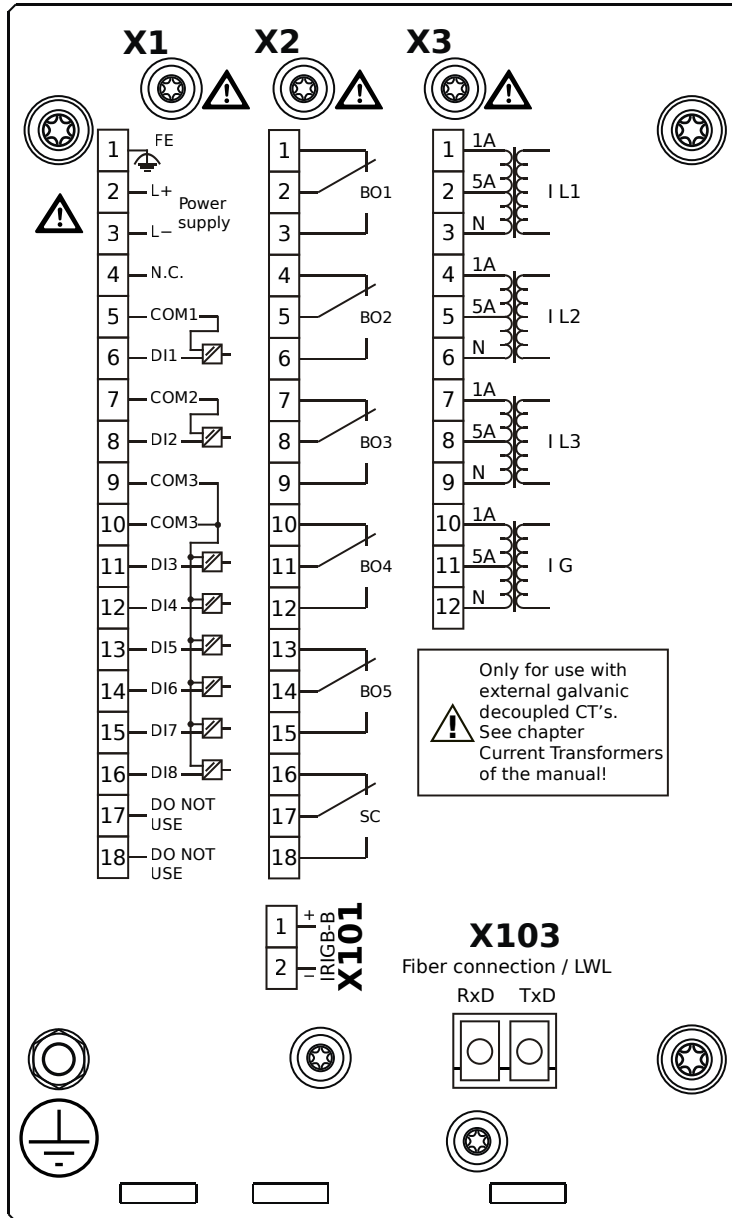 X1 X2 X3
1 FE
2 L+
3 L−
Power
supply
4 N.C.
5 COM1
6 DI1
7 COM2
8 DI2
9 COM3
10 COM3
11 DI3
12 DI4
13 DI5
14 DI6
15 DI7
16 DI8
17 DO NOT
USE
18 DO NOT
USE
1
2 BO1
3
4
5 BO2
6
7
8 BO3
9
10
11 BO4
12
13
14 BO5
15
16
17 SC
18
1 1A
2 5A I L1
3 N
4 1A
5 5A I L2
6 N
7 1A
8 5A I L3
9 N
10 1A
11 5A I G
12 N
Only for use with
external galvanic
decoupled CT's.
See chapter
Current Transformers
of the manual!
1 +
2 −
IRIGB-B
X101
X103
Fiber connection / LWL
RxD TxD